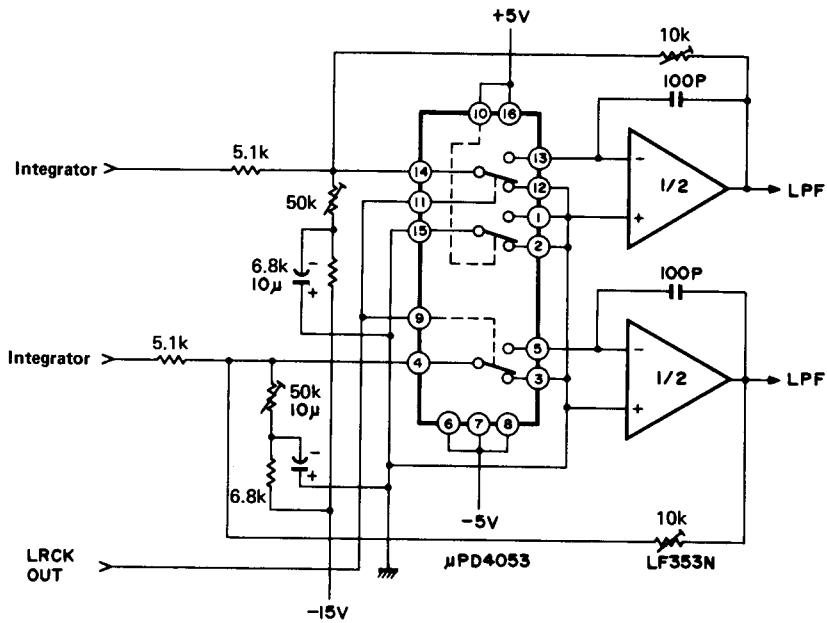 +5V
10k
100P
10
16
Integrator
5.1k
14
13
-
12
1/2
LPF
50k
11
1
+
15
2
6.8k
10μ
-
+
100P
9
5.1k
5
-
Integrator
4
3
1/2
LPF
50k
10μ
+
6
7
8
-
+
6.8k
-5V
10k
LRCK
OUT
μPD4053
LF353N
-15V